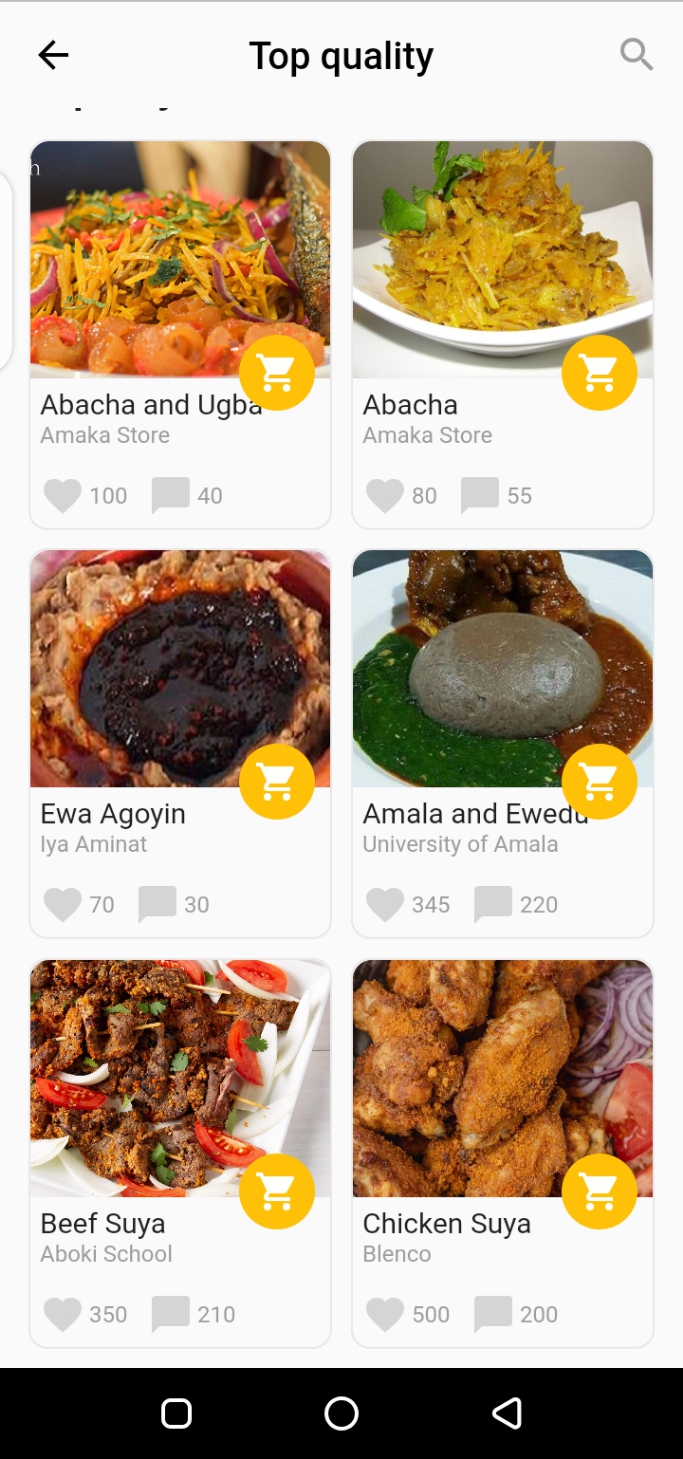 Top quality
h
Abacha and Ugba
Amaka Store
100 40
Abacha
Amaka Store
80 55
Ewa Agoyin
Iya Aminat
70 30
Amala and Ewedu
University of Amala
345 220
Beef Suya
Aboki School
350 210
Chicken Suya
Blenco
500 200